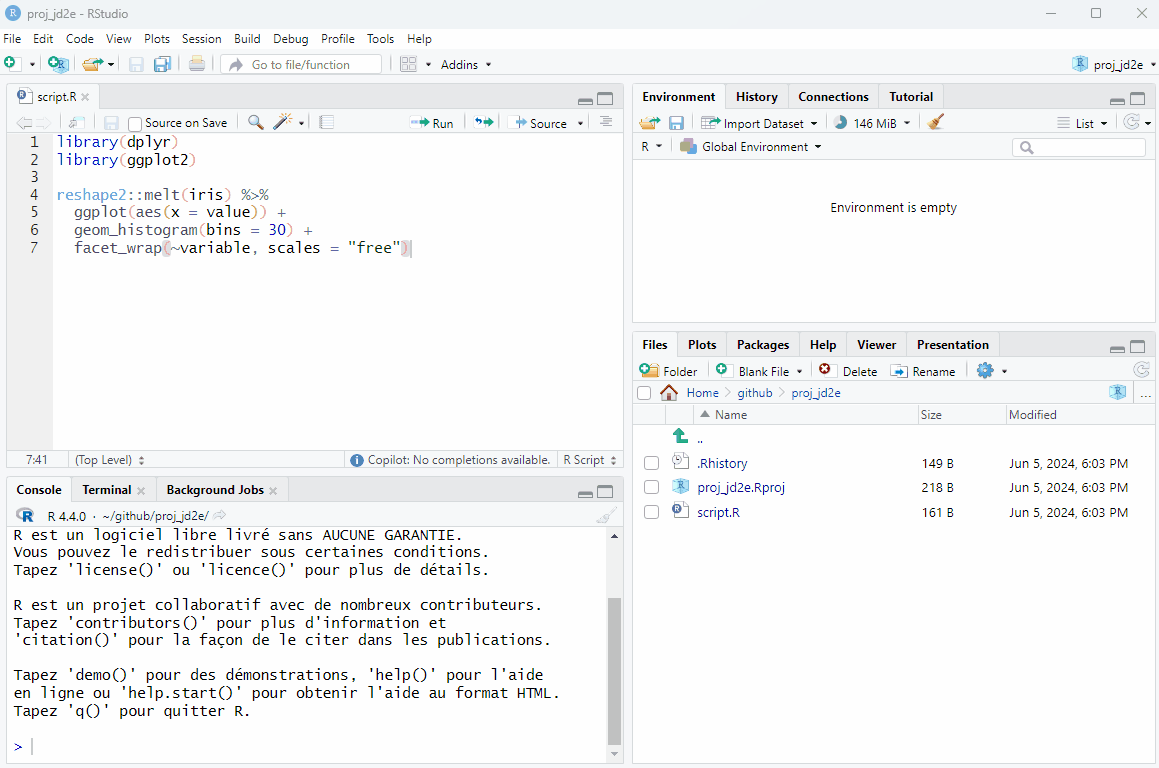 proj_jd2e - RStudio
File Edit Code View Plots Session Build Debug Profile Tools Help
Go to file/function Addins proj_jd2e
script.R
Source on Save Run Source
1 library(dplyr)
2 library(ggplot2)
3
4 reshape2::melt(iris) %>%
5 ggplot(aes(x = value)) +
6 geom_histogram(bins = 30) +
7 facet_wrap(~variable, scales = "free")
7:41 (Top Level) Copilot: No completions available. R Script
Console Terminal Background Jobs
R 4.4.0 · ~/github/proj_jd2e/
R est un logiciel libre livré sans AUCUNE GARANTIE.
Vous pouvez le redistribuer sous certaines conditions.
Tapez 'license()' ou 'licence()' pour plus de détails.
R est un projet collaboratif avec de nombreux contributeurs.
Tapez 'contributors()' pour plus d'information et
'citation()' pour la façon de le citer dans les publications.
Tapez 'demo()' pour des démonstrations, 'help()' pour l'aide
en ligne ou 'help.start()' pour obtenir l'aide au format HTML.
Tapez 'q()' pour quitter R.
>
Environment History Connections Tutorial
Import Dataset 146 MiB List
R Global Environment
Environment is empty
Files Plots Packages Help Viewer Presentation
Folder Blank File Delete Rename
Home github proj_jd2e ...
Name Size Modified
..
.Rhistory 149 B Jun 5, 2024, 6:03 PM
proj_jd2e.Rproj 218 B Jun 5, 2024, 6:03 PM
script.R 161 B Jun 5, 2024, 6:03 PM